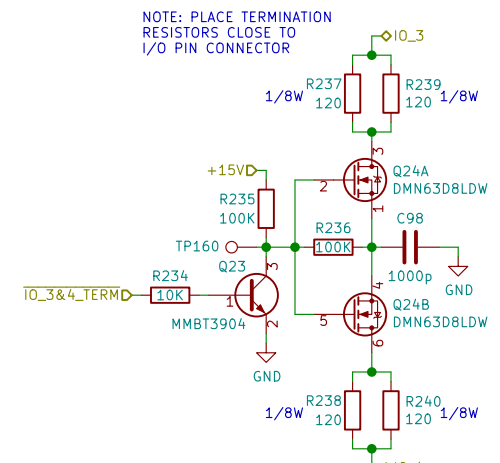 NOTE: PLACE TERMINATION
RESISTORS CLOSE TO
I/O PIN CONNECTOR
IO_3
R237
R239
1/8W
1/8W
120
120
3
Q24A
+15V
2
DMN63D8LDW
R235
1
100K
C98
R236
TP160
100K
Q23
3
1000p
R234
4
GND
IO_3&4_TERM
10K
1
Q24B
MMBT3904
2
5
DMN63D8LDW
6
GND
R238
R240
1/8W
1/8W
120
120